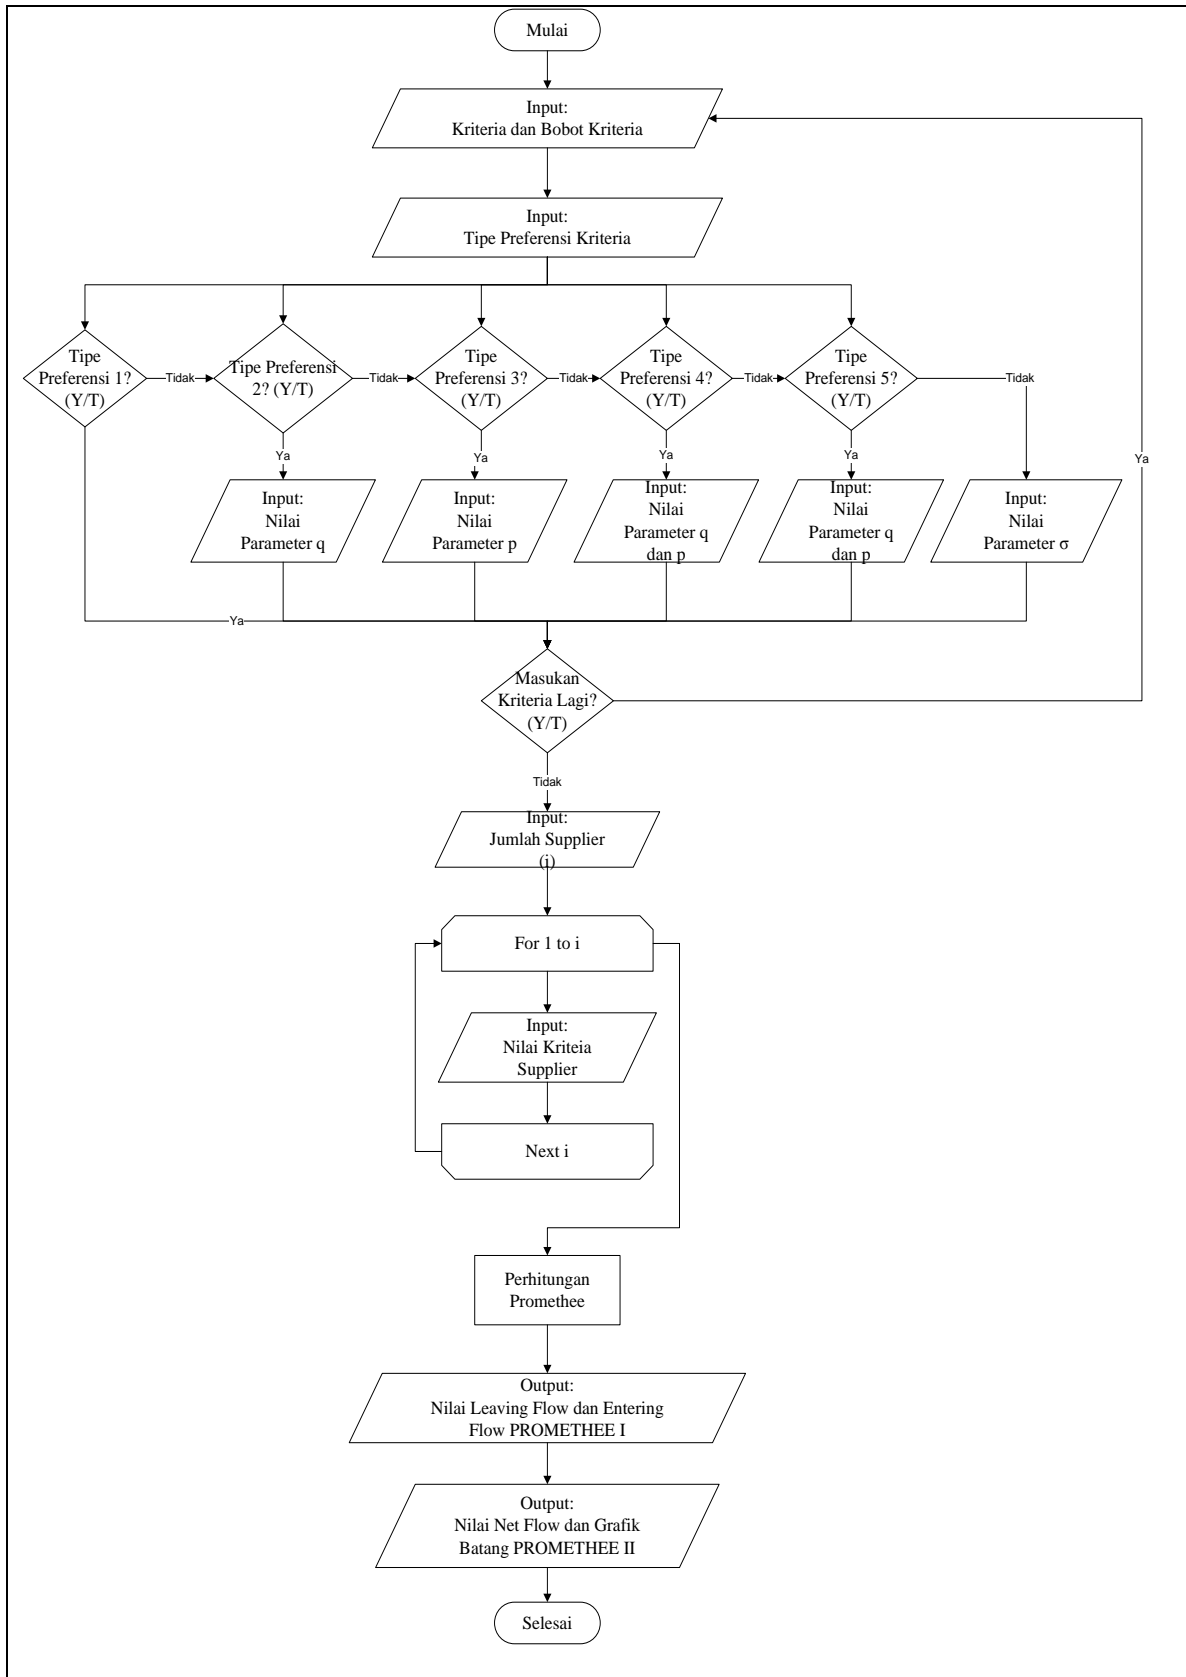 Mulai
Input:
Kriteria dan Bobot Kriteria
Input:
Tipe Preferensi Kriteria
Tipe
Preferensi 1?
(Y/T)
Tidak
Tipe Preferensi
2? (Y/T)
Tidak
Tipe
Preferensi 3?
(Y/T)
Tidak
Tipe
Preferensi 4?
(Y/T)
Tidak
Tipe
Preferensi 5?
(Y/T)
Tidak
Ya
Ya
Ya
Ya
Ya
Input:
Nilai
Parameter q
Input:
Nilai
Parameter p
Input:
Nilai
Parameter q
dan p
Input:
Nilai
Parameter q
dan p
Input:
Nilai
Parameter σ
Ya
Masukan
Kriteria Lagi?
(Y/T)
Tidak
Input:
Jumlah Supplier
(i)
For 1 to i
Input:
Nilai Kriteia
Supplier
Next i
Perhitungan
Promethee
Output:
Nilai Leaving Flow dan Entering
Flow PROMETHEE I
Output:
Nilai Net Flow dan Grafik
Batang PROMETHEE II
Selesai